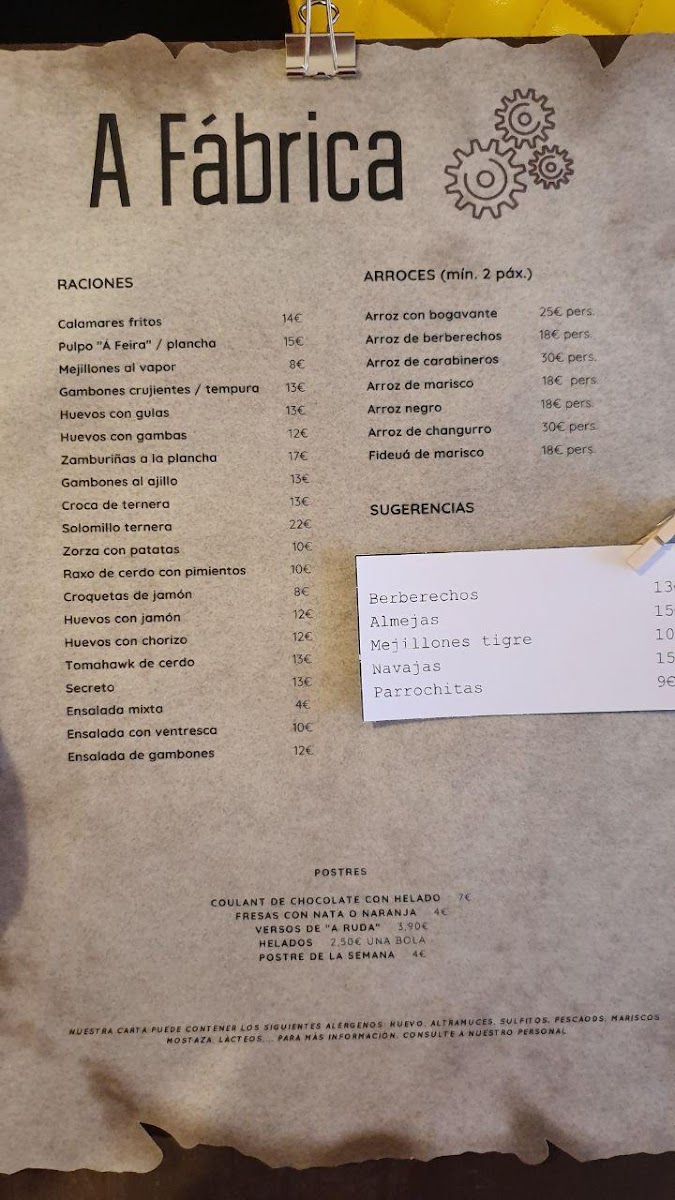 A Fábrica
RACIONES
Calamares fritos 14€
Pulpo "Á Feira" / plancha 15€
Mejillones al vapor 8€
Gambones crujientes / tempura 13€
Huevos con gulas 13€
Huevos con gambas 12€
Zamburiñas a la plancha 17€
Gambones al ajillo 13€
Croca de ternera 13€
Solomillo ternera 22€
Zorza con patatas 10€
Raxo de cerdo con pimientos 10€
Croquetas de jamón 8€
Huevos con jamón 12€
Huevos con chorizo 12€
Tomahawk de cerdo 13€
Secreto 13€
Ensalada mixta 4€
Ensalada con ventresca 10€
Ensalada de gambones 12€
ARROCES (mín. 2 páx.)
Arroz con bogavante 25€ pers.
Arroz de berberechos 18€ pers.
Arroz de carabineros 30€ pers.
Arroz de marisco 18€ pers.
Arroz negro 18€ pers.
Arroz de changurro 30€ pers.
Fideuá de marisco 18€ pers.
SUGERENCIAS
Berberechos 13€
Almejas 15
Mejillones tigre 10
Navajas 15
Parrochitas 9€
POSTRES
COULANT DE CHOCOLATE CON HELADO 7€
FRESAS CON NATA O NARANJA 4€
VERSOS DE "A RUDA" 3,90€
HELADOS 2,50€ UNA BOLA
POSTRE DE LA SEMANA 4€
NUESTRA CARTA PUEDE CONTENER LOS SIGUIENTES ALÉRGENOS: HUEVO, ALTRAMUCES, SULFITOS, PESCAODS, MARISCOS
MOSTAZA, LÁCTEOS... PARA MÁS INFORMACIÓN, CONSULTE A NUESTRO PERSONAL